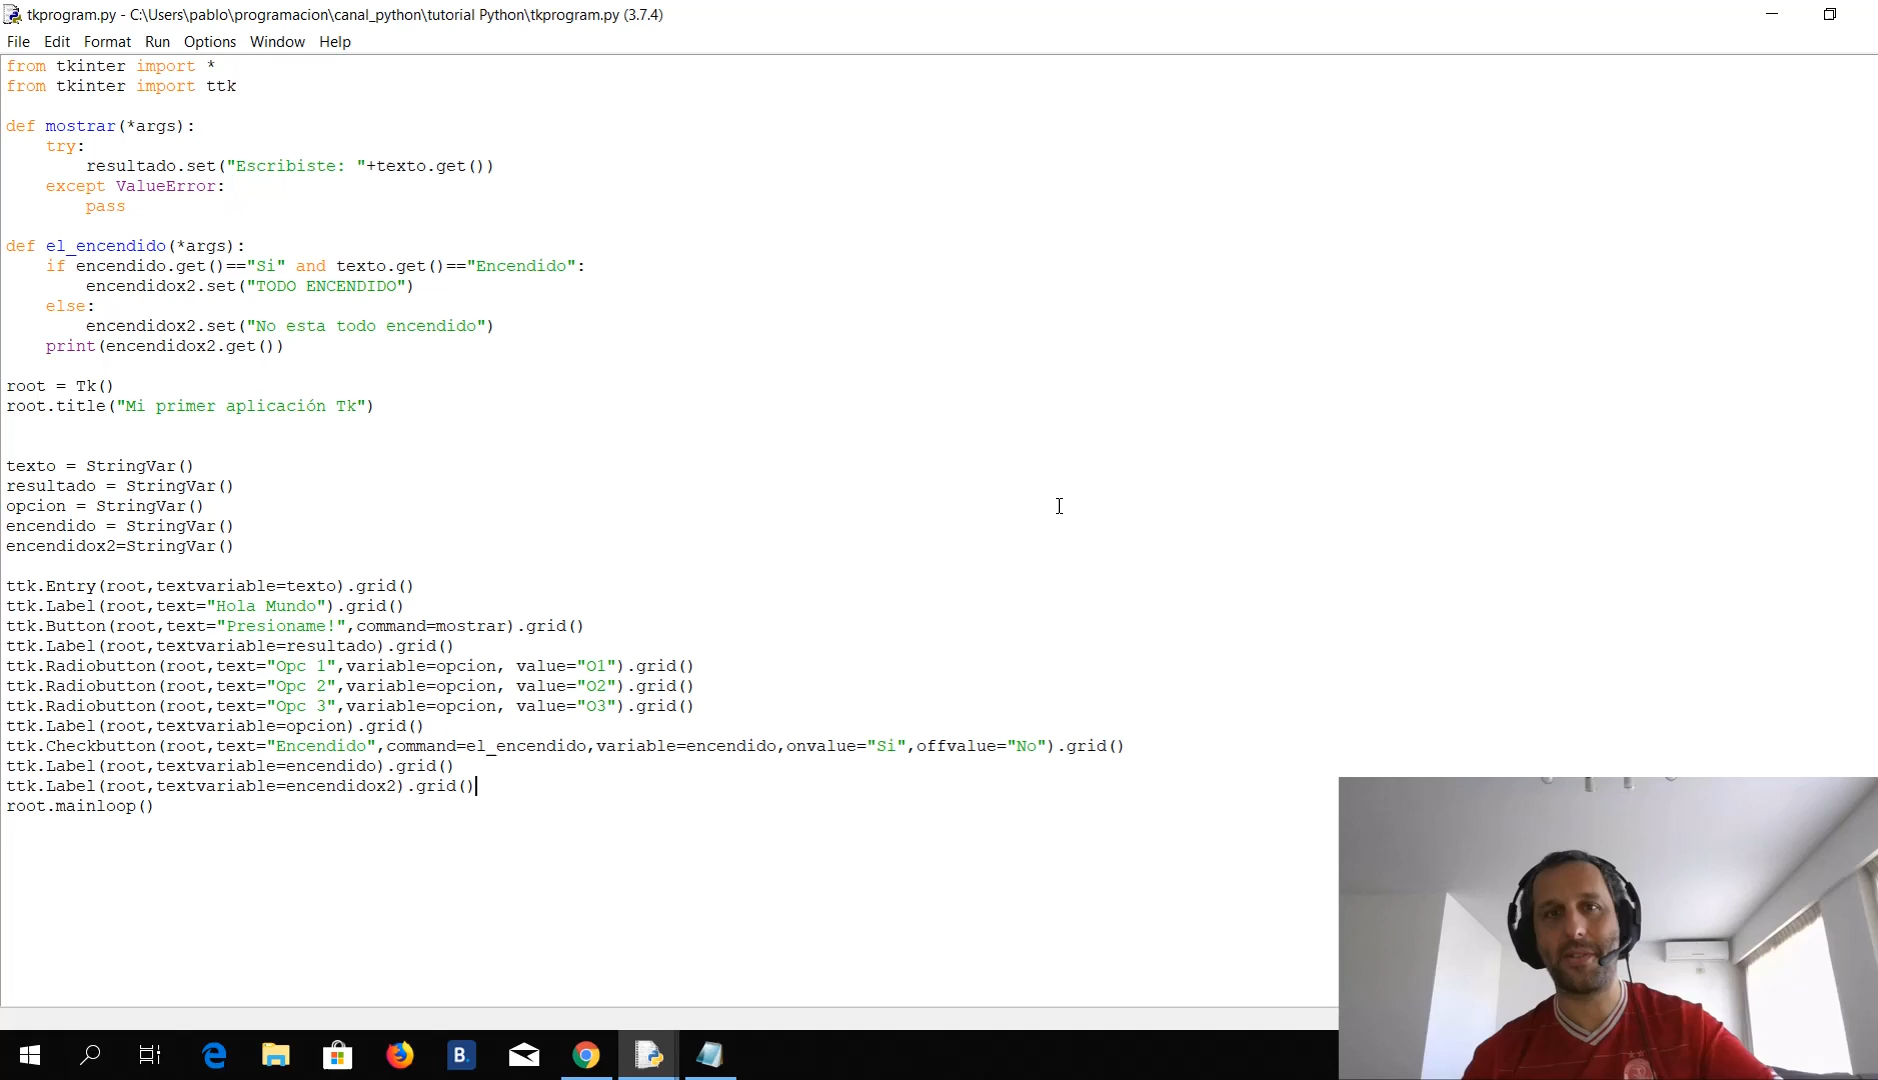 tkprogram.py - C:\Users\pablo\programacion\canal_python\tutorial Python\tkprogram.py (3.7.4)
File Edit Format Run Options Window Help
from tkinter import *
from tkinter import ttk
def mostrar(*args):
try:
resultado.set("Escribiste: "+texto.get())
except ValueError:
pass
def el_encendido(*args):
if encendido.get()=="Si" and texto.get()=="Encendido":
encendidox2.set("TODO ENCENDIDO")
else:
encendidox2.set("No esta todo encendido")
print(encendidox2.get())
root = Tk()
root.title("Mi primer aplicación Tk")
texto = StringVar()
resultado = StringVar()
opcion = StringVar()
encendido = StringVar()
encendidox2=StringVar()
ttk.Entry(root,textvariable=texto).grid()
ttk.Label(root,text="Hola Mundo").grid()
ttk.Button(root,text="Presioname!",command=mostrar).grid()
ttk.Label(root,textvariable=resultado).grid()
ttk.Radiobutton(root,text="Opc 1",variable=opcion, value="O1").grid()
ttk.Radiobutton(root,text="Opc 2",variable=opcion, value="O2").grid()
ttk.Radiobutton(root,text="Opc 3",variable=opcion, value="O3").grid()
ttk.Label(root,textvariable=opcion).grid()
ttk.Checkbutton(root,text="Encendido",command=el_encendido,variable=encendido,onvalue="Si",offvalue="No").grid()
ttk.Label(root,textvariable=encendido).grid()
ttk.Label(root,textvariable=encendidox2).grid()
root.mainloop()
B.